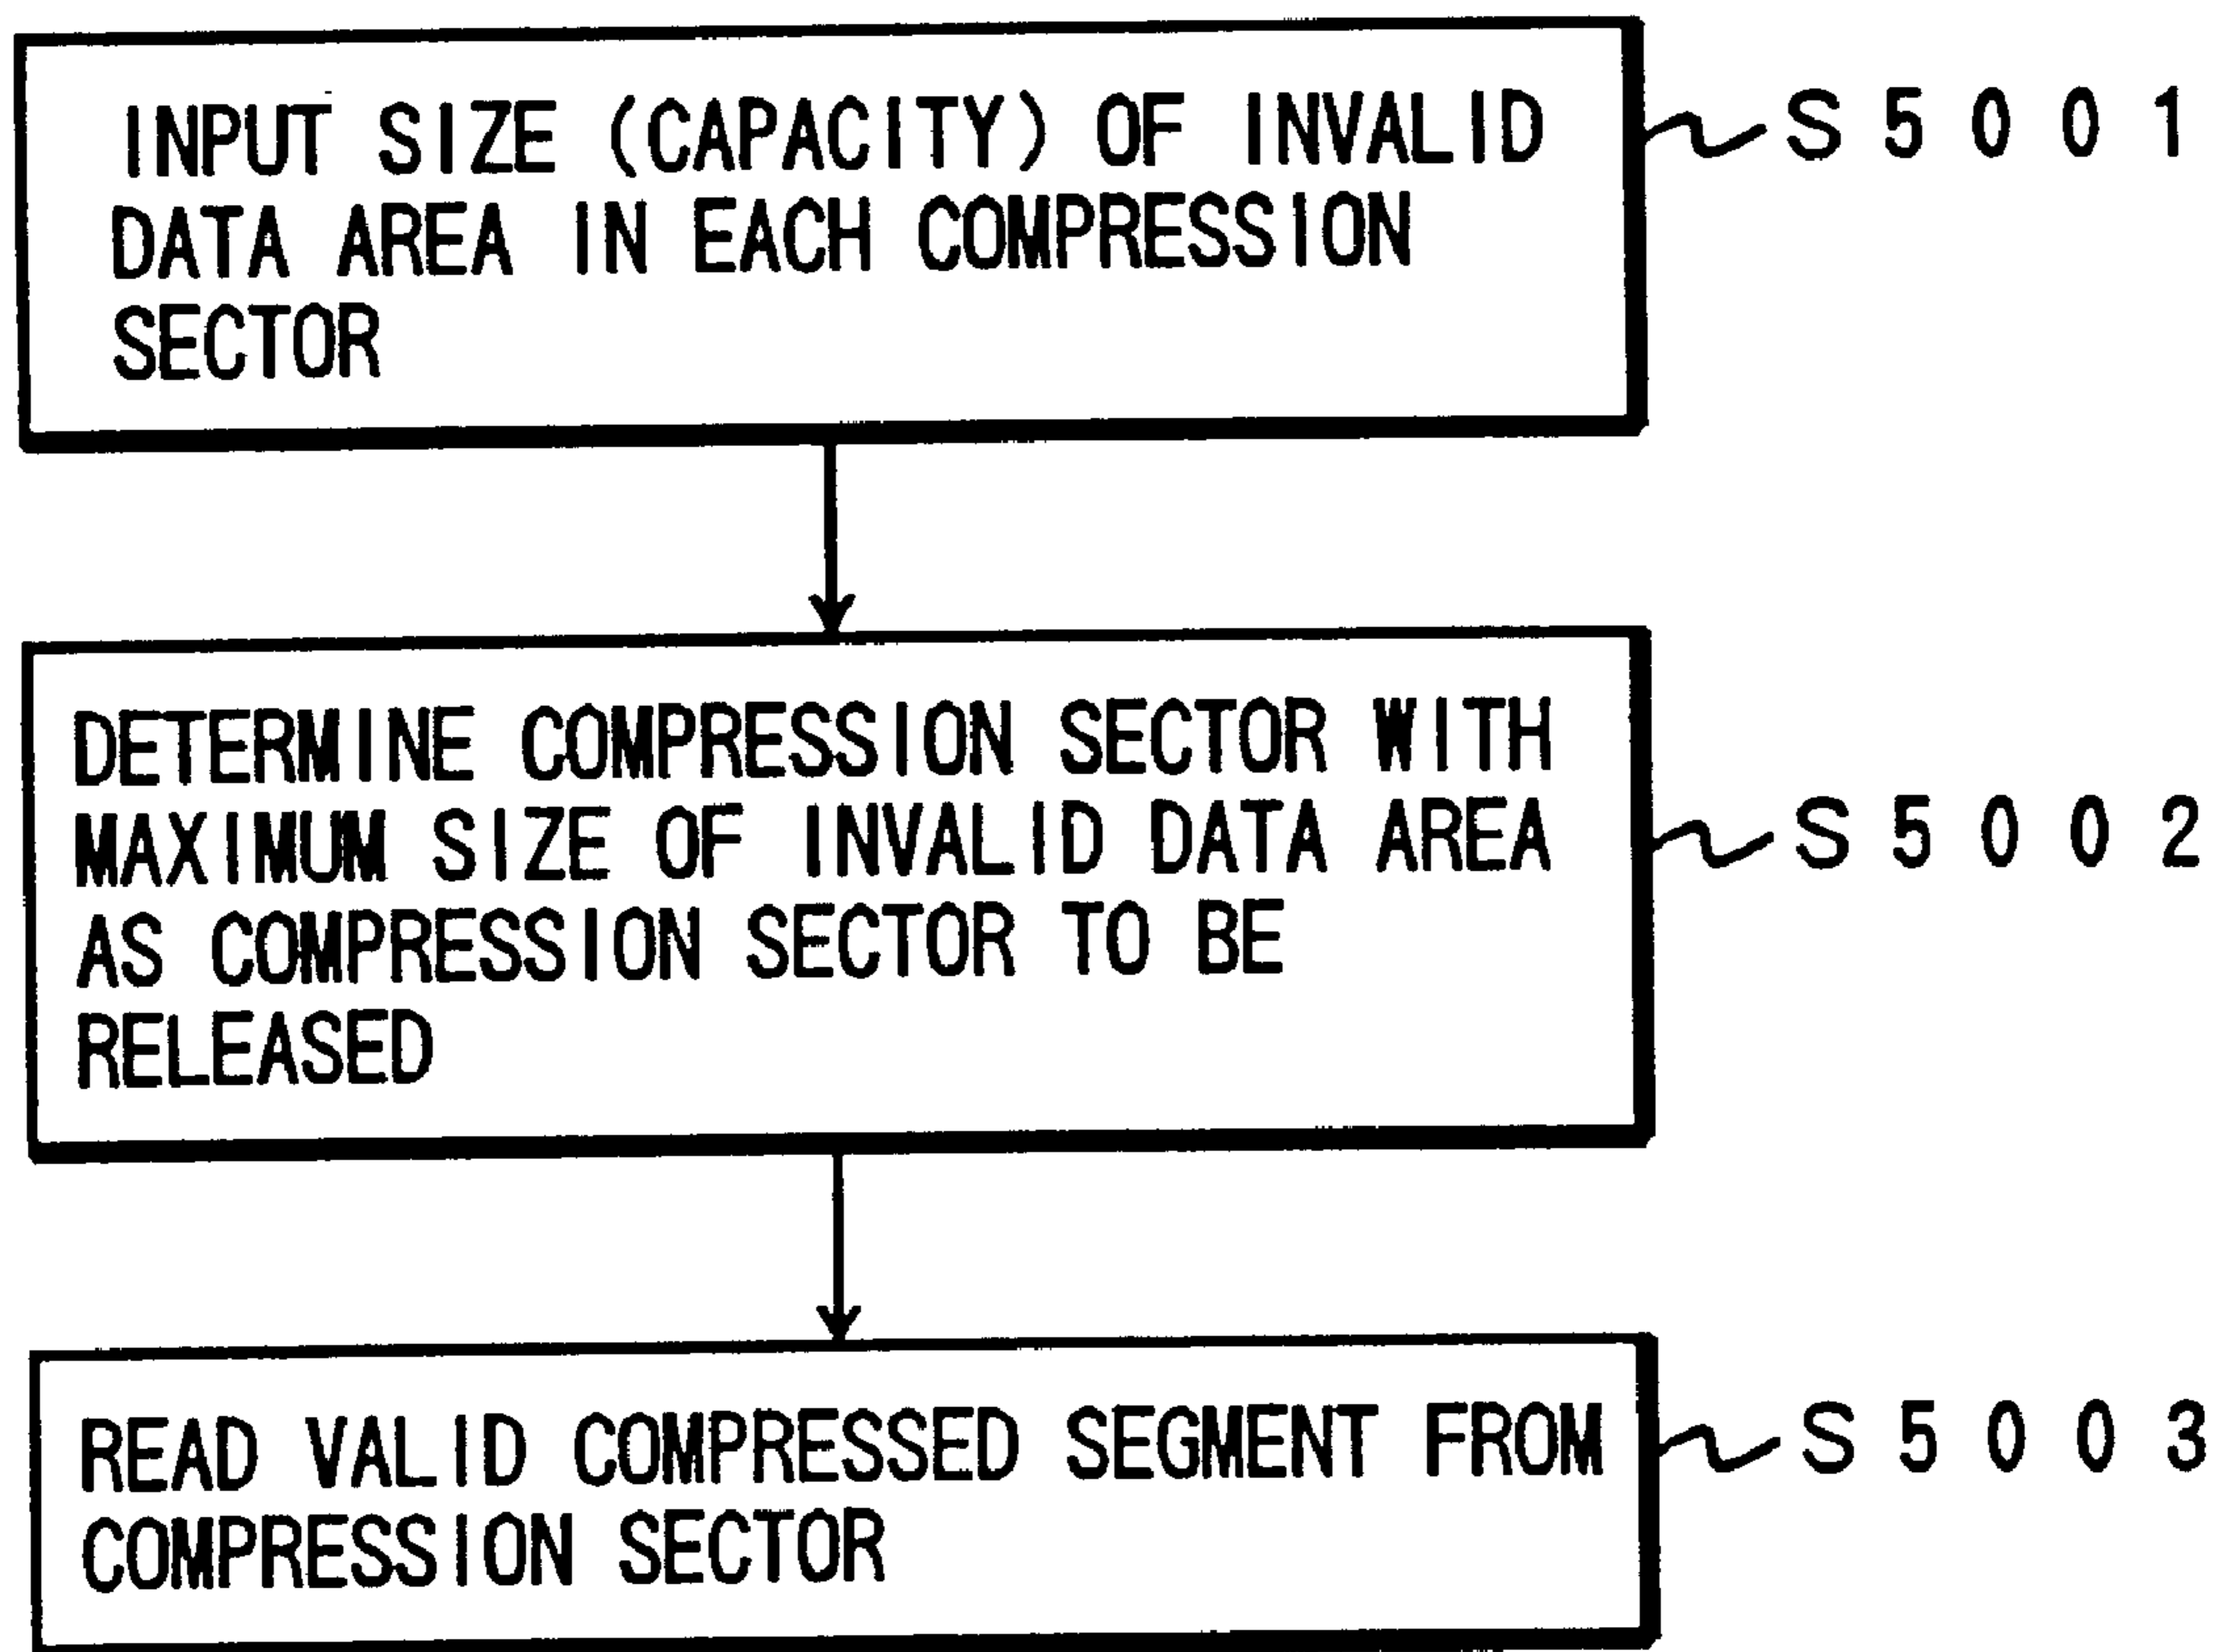 INPUT SIZE (CAPACITY) OF INVALID
DATA AREA IN EACH COMPRESSION
SECTOR
S5001
DETERMINE COMPRESSION SECTOR WITH
MAXIMUM SIZE OF INVALID DATA AREA
AS COMPRESSION SECTOR TO BE
RELEASED
S5002
READ VALID COMPRESSED SEGMENT FROM
COMPRESSION SECTOR
S5003